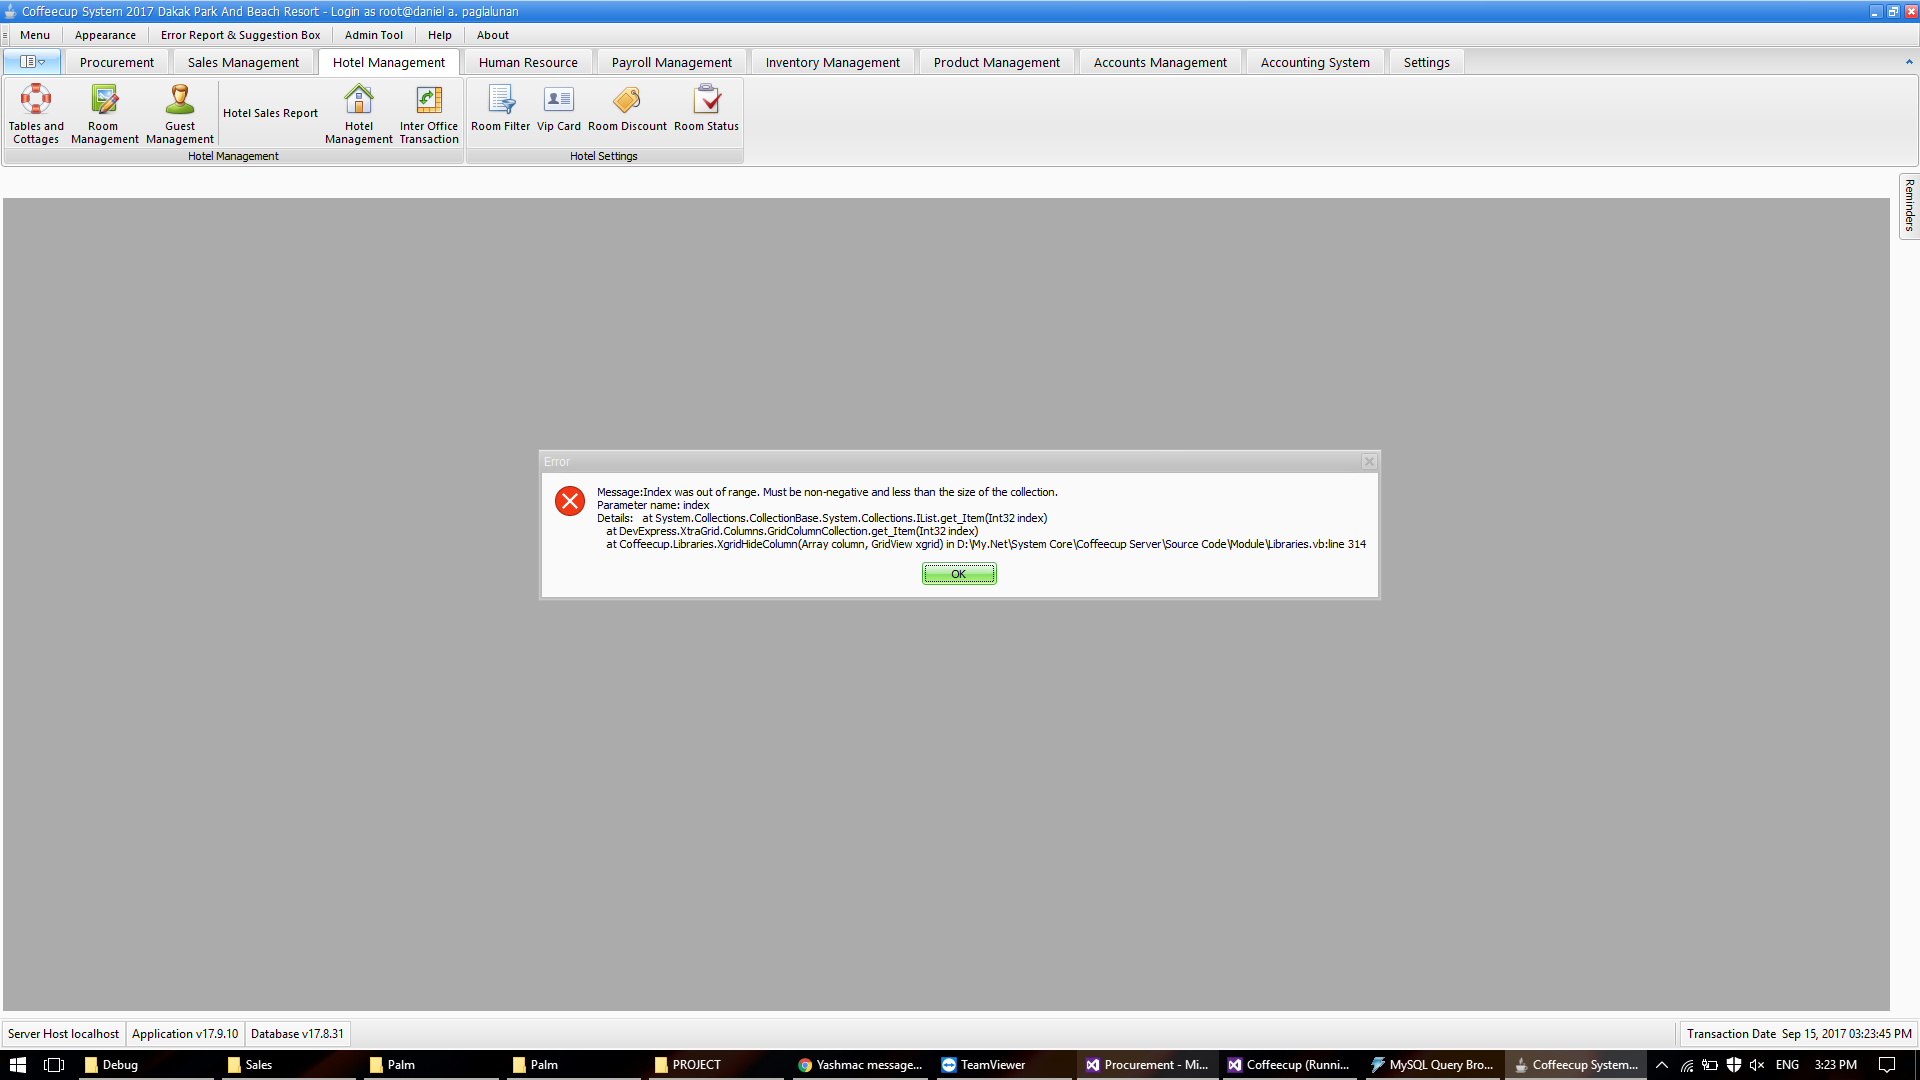 Coffeecup System 2017 Dakak Park And Beach Resort - Login as root@daniel a. paglalunan
Menu Appearance Error Report & Suggestion Box Admin Tool Help About
Procurement Sales Management Hotel Management Human Resource Payroll Management Inventory Management Product Management Accounts Management Accounting System Settings
Tables and Cottages
Room Management
Guest Management
Hotel Sales Report
Hotel Management
Inter Office Transaction
Room Filter
Vip Card
Room Discount
Room Status
Hotel Management
Hotel Settings
Reminders
Error
Message:Index was out of range. Must be non-negative and less than the size of the collection.
Parameter name: index
Details:   at System.Collections.CollectionBase.System.Collections.IList.get_Item(Int32 index)
at DevExpress.XtraGrid.Columns.GridColumnCollection.get_Item(Int32 index)
at Coffeecup.Libraries.XgridHideColumn(Array column, GridView xgrid) in D:\My.Net\System Core\Coffeecup Server\Source Code\Module\Libraries.vb:line 314
OK
Server Host localhost Application v17.9.10 Database v17.8.31 Transaction Date Sep 15, 2017 03:23:45 PM
Debug Sales Palm Palm PROJECT Yashmac message... TeamViewer Procurement - Mi... Coffeecup (Runni... MySQL Query Bro... Coffeecup System... ENG 3:23 PM